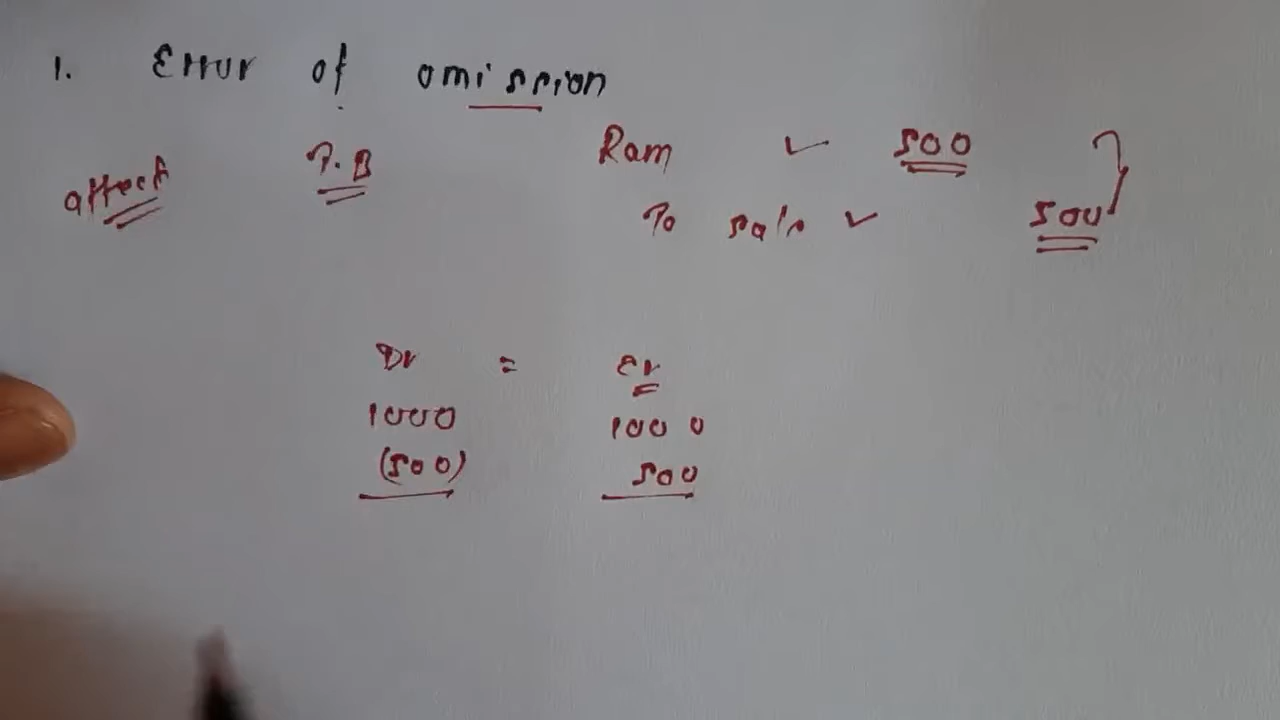 1. Error of omission
affect T.B
Ram ✓ 500
To sale ✓ 500
Dr = Cr
1000 1000
(500) 500